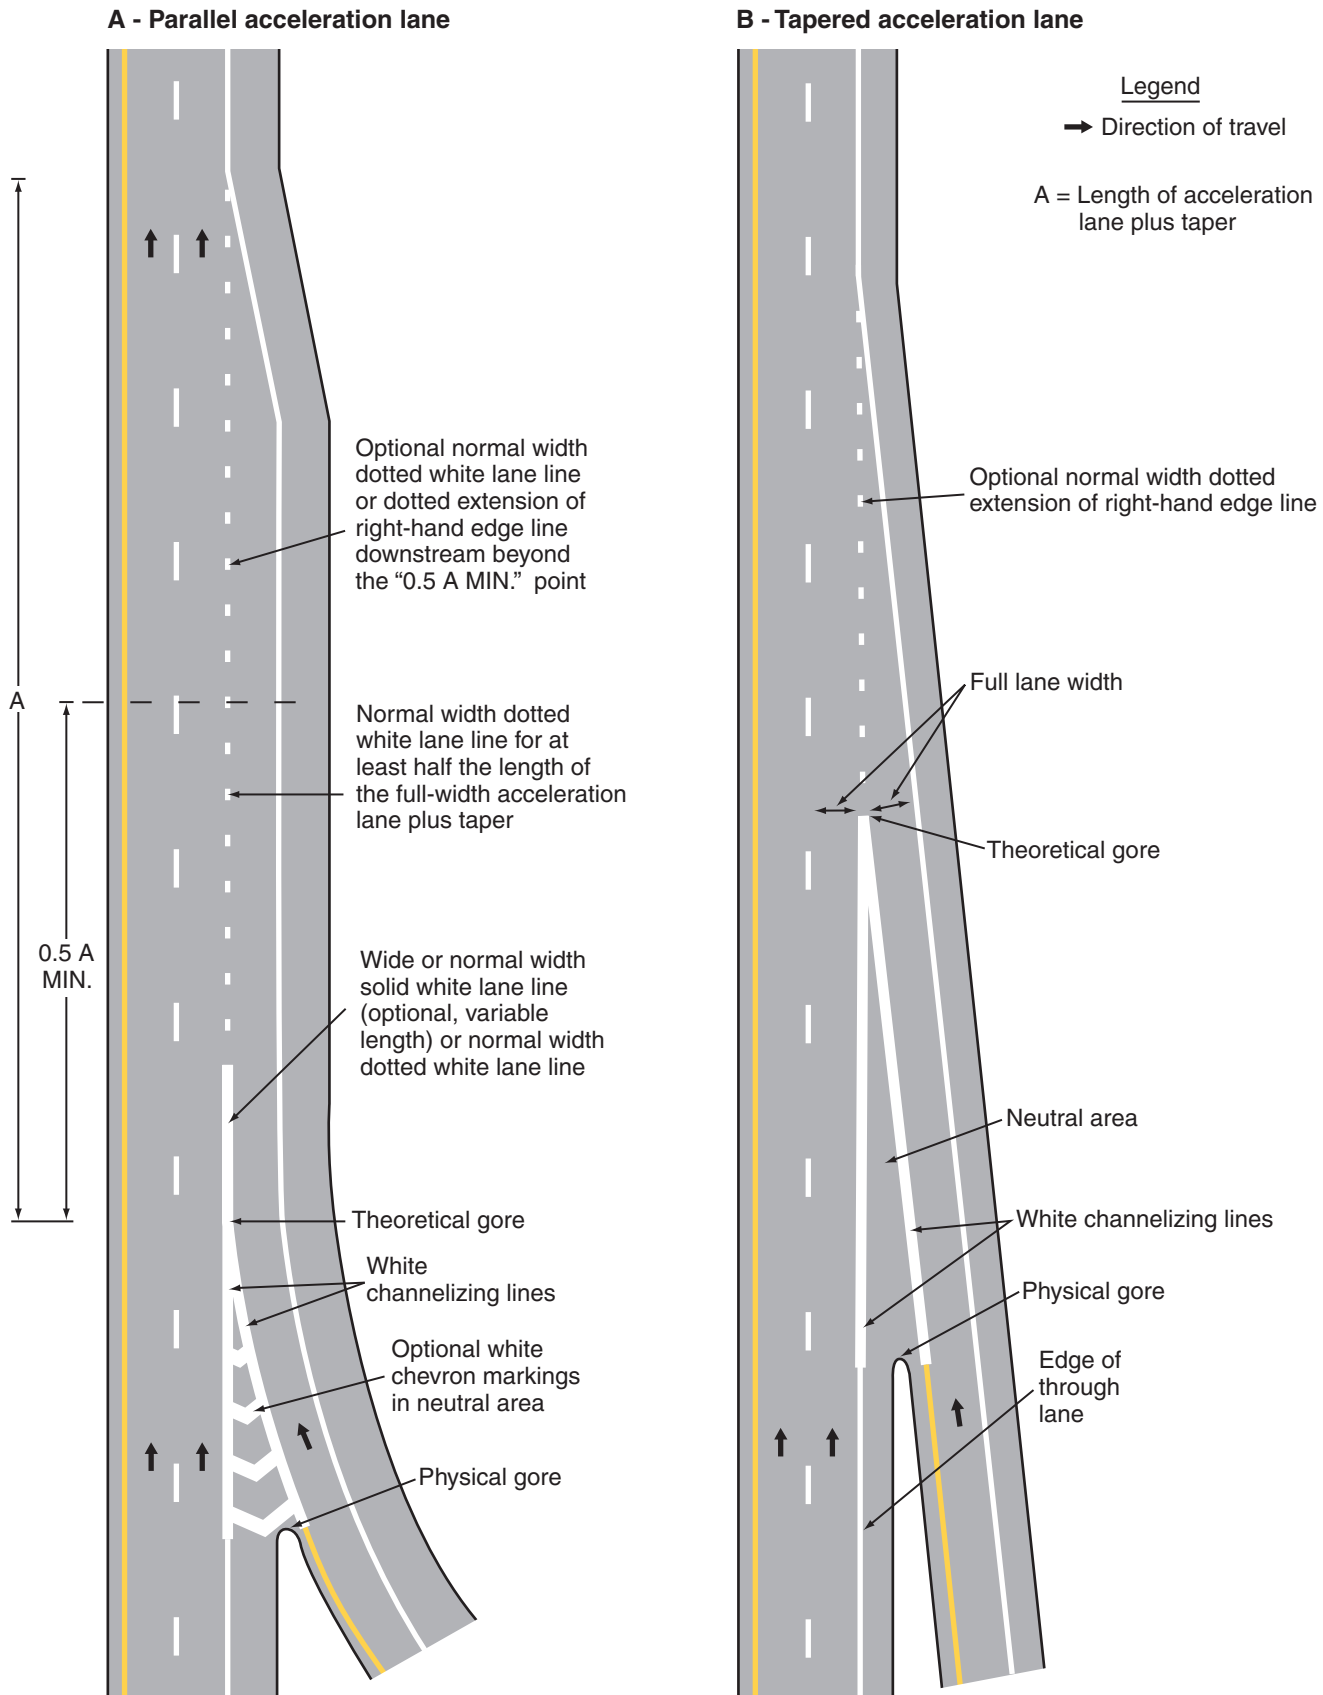 A - Parallel acceleration lane
B - Tapered acceleration lane
Legend
Direction of travel
A = Length of acceleration
lane plus taper
Optional normal width
dotted white lane line
or dotted extension of
right-hand edge line
downstream beyond
the “0.5 A MIN.” point
Optional normal width dotted
extension of right-hand edge line
Full lane width
A
Normal width dotted
white lane line for at
least half the length of
the full-width acceleration
lane plus taper
Theoretical gore
0.5 A
MIN.
Wide or normal width
solid white lane line
(optional, variable
length) or normal width
dotted white lane line
Neutral area
Theoretical gore
White channelizing lines
White
channelizing lines
Physical gore
Optional white
chevron markings
in neutral area
Edge of
through
lane
Physical gore